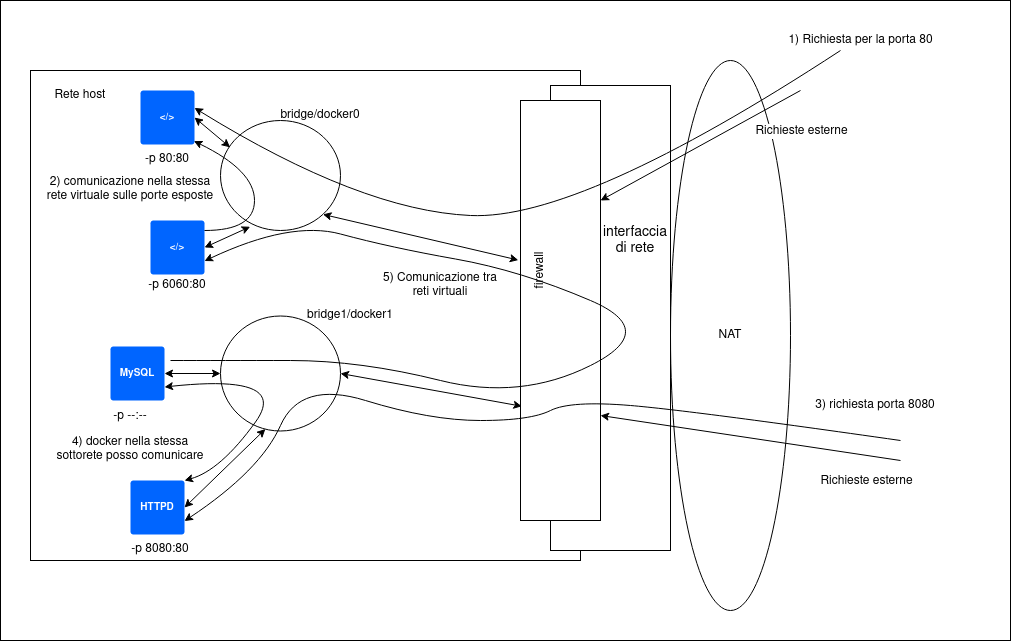 1) Richiesta per la porta 80
Rete host
bridge/docker0
</>
Richieste esterne
-p 80:80
2) comunicazione nella stessa
rete virtuale sulle porte esposte
interfaccia
di rete
</>
firewall
5) Comunicazione tra
reti virtuali
-p 6060:80
bridge1/docker1
NAT
MySQL
3) richiesta porta 8080
-p --:--
4) docker nella stessa
sottorete posso comunicare
Richieste esterne
HTTPD
-p 8080:80